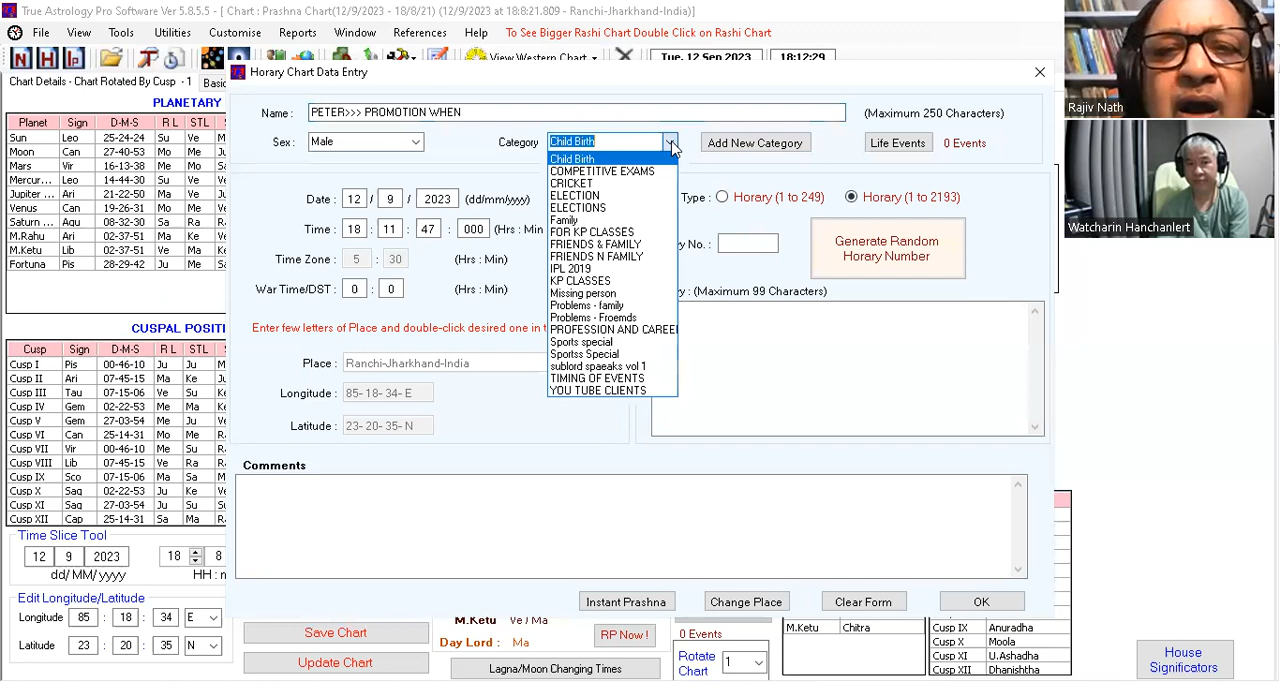 True Astrology Pro Software Ver 5.8.5.5 - [ Chart : Prashna Chart(12/9/2023 - 18/8/21) (12/9/2023 - at 18:8:21.809 - Ranchi-Jharkhand-India)]
File View Tools Utilities Customise Reports Window References Help To See Bigger Rashi Chart Double Click on Rashi Chart
N H View Western Chart Tue, 12 Sep 2023 18:12:29
Chart Details - Chart Rotated By Cusp - 1 Basic
PLANETARY
Planet Sign D-M-S R L STL
Sun Leo 25-24-24 Su Ve
Moon Can 27-40-53 Mo Me
Mars Vir 16-13-38 Me Mo
Mercur... Leo 14-44-30 Su Ve
Jupiter ... Ari 21-22-50 Ma Ve
Venus Can 19-26-31 Mo Me
Saturn ... Aqu 08-32-30 Sa Ra
M.Rahu Ari 02-37-51 Ma Ke
M.Ketu Lib 02-37-51 Ve Ma
Fortuna Pis 28-29-42 Ju Me
CUSPAL POSITI
Cusp Sign D-M-S R L STL
Cusp I Pis 00-46-10 Ju Ju
Cusp II Ari 07-45-15 Ma Ke
Cusp III Tau 07-15-06 Ve Su
Cusp IV Gem 02-22-53 Me Ma
Cusp V Gem 27-03-54 Me Ju
Cusp VI Can 25-14-31 Mo Me
Cusp VII Vir 00-46-10 Me Su
Cusp VIII Lib 07-45-15 Ve Ra
Cusp IX Sco 07-15-06 Ma Sa
Cusp X Sag 02-22-53 Ju Ke
Cusp XI Sag 27-03-54 Ju Su
Cusp XII Cap 25-14-31 Sa Ma
Time Slice Tool
12 9 2023 18 8
dd/ MM/ yyyy HH :
Edit Longitude/Latitude
Longitude 85 : 18 : 34 E
Latitude 23 : 20 : 35 N
Horary Chart Data Entry
Name : PETER>>> PROMOTION WHEN (Maximum 250 Characters)
Sex : Male Category Child Birth Add New Category Life Events 0 Events
Child Birth
COMPETITIVE EXAMS
CRICKET
ELECTION
ELECTIONS
Family
FOR KP CLASSES
FRIENDS & FAMILY
FRIENDS N FAMILY
IPL 2019
KP CLASSES
Missing person
Problems - family
Problems - Froemds
PROFESSION AND CAREE
Sports special
Sportss Special
sublord spaeaks vol 1
TIMING OF EVENTS
YOU TUBE CLIENTS
Date : 12 / 9 / 2023 (dd/mm/yyyy)
Time : 18 : 11 : 47 : 000 (Hrs : Min
Time Zone : 5 : 30 (Hrs : Min)
War Time/DST : 0 : 0 (Hrs : Min)
Enter few letters of Place and double-click desired one in t
Place : Ranchi-Jharkhand-India
Longitude : 85- 18- 34- E
Latitude : 23- 20- 35- N
Type : Horary (1 to 249) Horary (1 to 2193)
y No. : Generate Random Horary Number
y : (Maximum 99 Characters)
Comments
Instant Prashna Change Place Clear Form OK
Save Chart
Update Chart
M.Ketu Ve / Ma
Day Lord : Ma
RP Now !
Lagna/Moon Changing Times
0 Events
Rotate Chart 1
M.Ketu Chitra
Cusp IX Anuradha
Cusp X Moola
Cusp XI U.Ashadha
Cusp XII Dhanishtha
House Significators
Rajiv Nath
Watcharin Hanchanlert